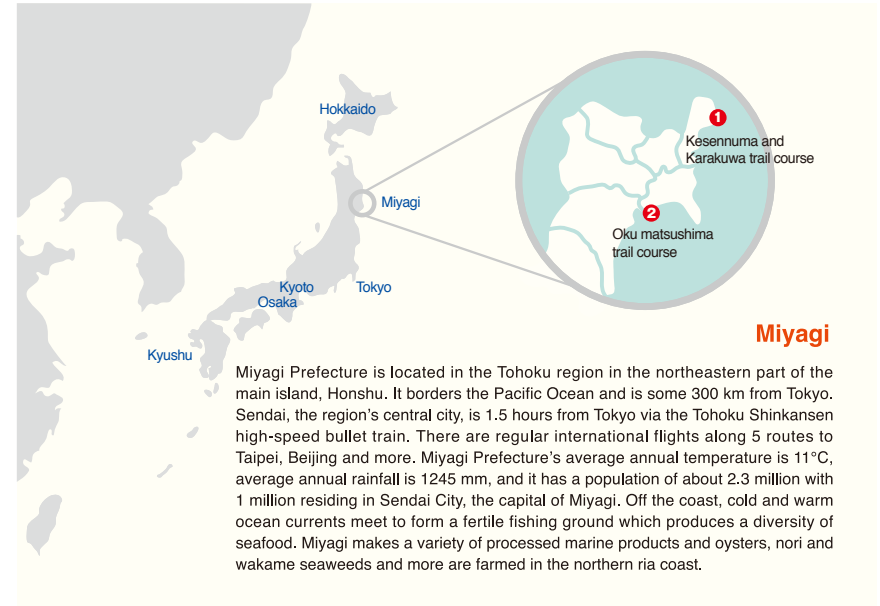 Hokkaido
1
Kesennuma and
Karakuwa trail course
Miyagi
2
Oku matsushima
trail course
Kyoto
Tokyo
Osaka
Kyushu
Miyagi
Miyagi Prefecture is located in the Tohoku region in the northeastern part of the
main island, Honshu. It borders the Pacific Ocean and is some 300 km from Tokyo.
Sendai, the region's central city, is 1.5 hours from Tokyo via the Tohoku Shinkansen
high-speed bullet train. There are regular international flights along 5 routes to
Taipei, Beijing and more. Miyagi Prefecture's average annual temperature is 11°C,
average annual rainfall is 1245 mm, and it has a population of about 2.3 million with
1 million residing in Sendai City, the capital of Miyagi. Off the coast, cold and warm
ocean currents meet to form a fertile fishing ground which produces a diversity of
seafood. Miyagi makes a variety of processed marine products and oysters, nori and
wakame seaweeds and more are farmed in the northern ria coast.